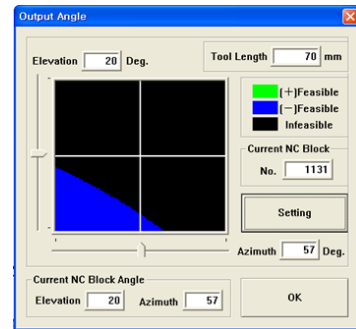 Output Angle
Elevation 20 Deg.
Tool Length 70 mm
[+]Feasible
[-]Feasible
Infeasible
Current NC Block
No. 1131
Setting
Azimuth 57 Deg.
Current NC Block Angle
Elevation 20 Azimuth 57
OK